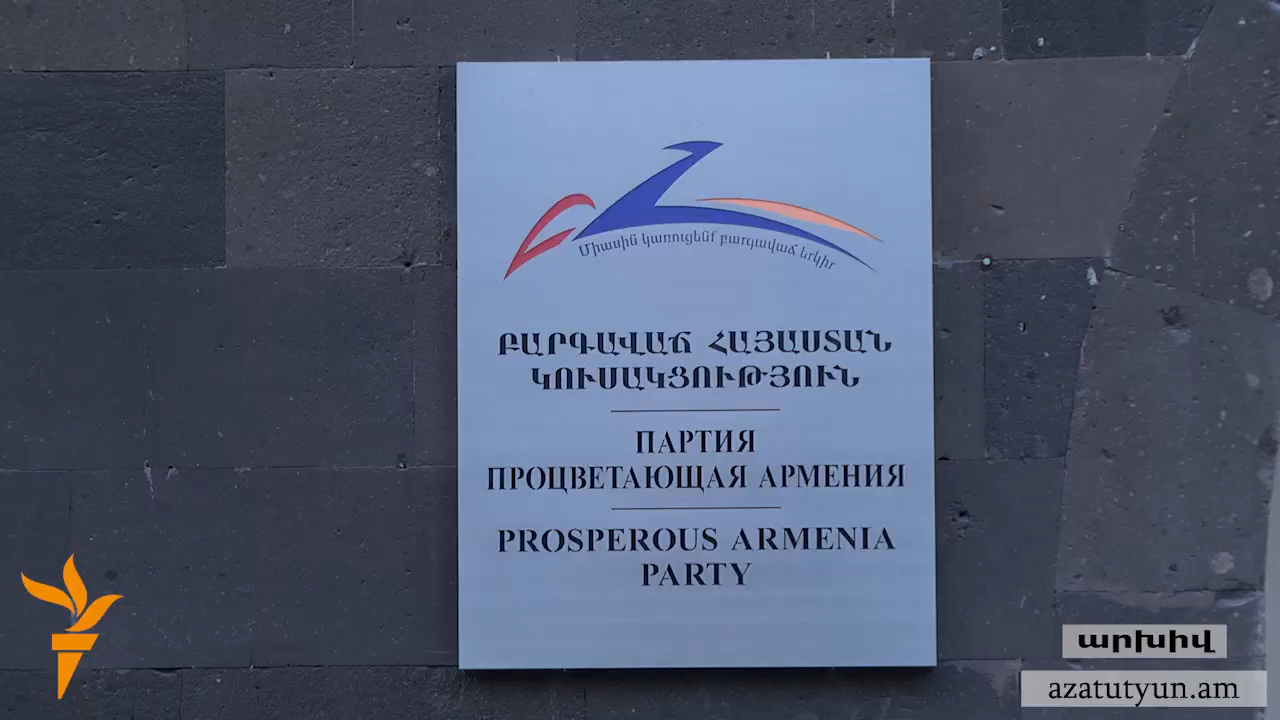 Միասին կառուցենք բարգավաճ երկիր
ԲԱՐԳԱՎԱՃ ՀԱՅԱՍՏԱՆ
ԿՈՒՍԱԿՑՈՒԹՅՈՒՆ
ПАРТИЯ
ПРОЦВЕТАЮЩАЯ АРМЕНИЯ
PROSPEROUS ARMENIA
PARTY
արխիվ
azatutyun.am